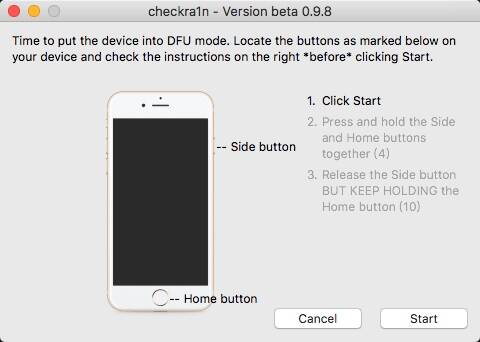 checkra1n - Version beta 0.9.8
Time to put the device into DFU mode. Locate the buttons as marked below on
your device and check the instructions on the right *before* clicking Start.
-- Side button
-- Home button
1. Click Start
2. Press and hold the Side
and Home buttons
together (4)
3. Release the Side button
BUT KEEP HOLDING the
Home button (10)
Cancel
Start